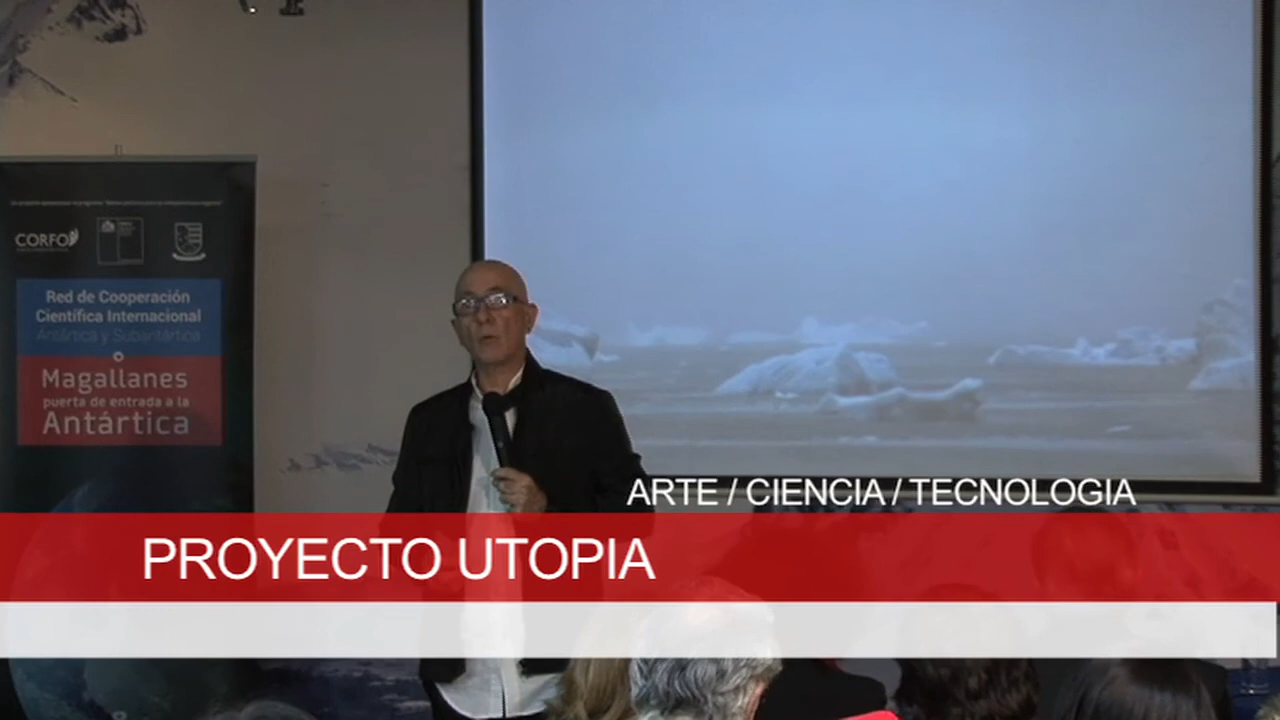 CORFO
Red de Cooperación
Científica Internacional
Antártica y Subantártica
Magallanes
puerta de entrada a la
Antártica
ARTE / CIENCIA / TECNOLOGIA
PROYECTO UTOPIA